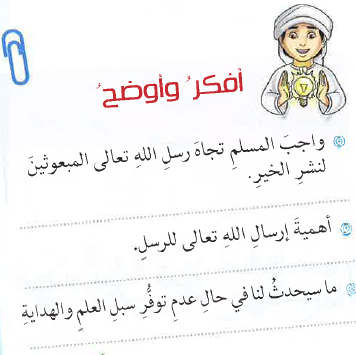 أفكرُ وأوضحُ
واجبَ المسلمِ تجاهَ رسلِ اللهِ تعالى المبعوثينَ
لنشرِ الخيرِ.
أهميةَ إرسالِ اللهِ تعالى للرسلِ.
ما سيحدثُ لنا في حالِ عدمِ توفُّرِ سبلِ العلمِ والهدايةِ